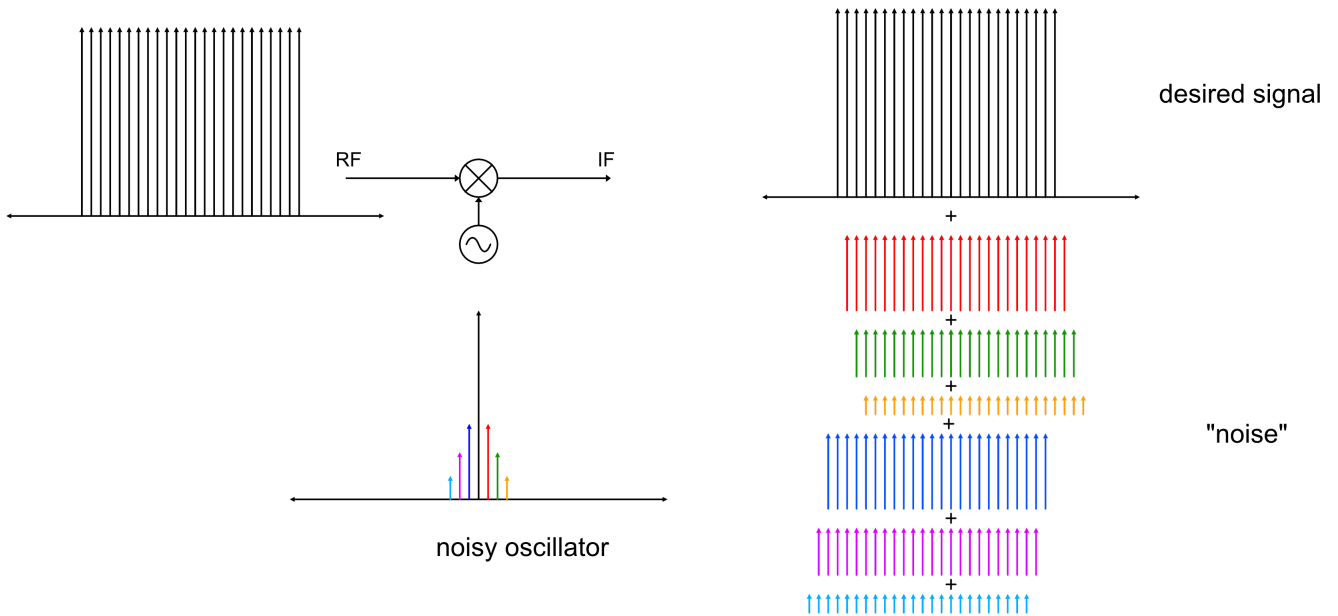 desired signal
RF
IF
+
+
+
+
"noise"
+
+
noisy oscillator